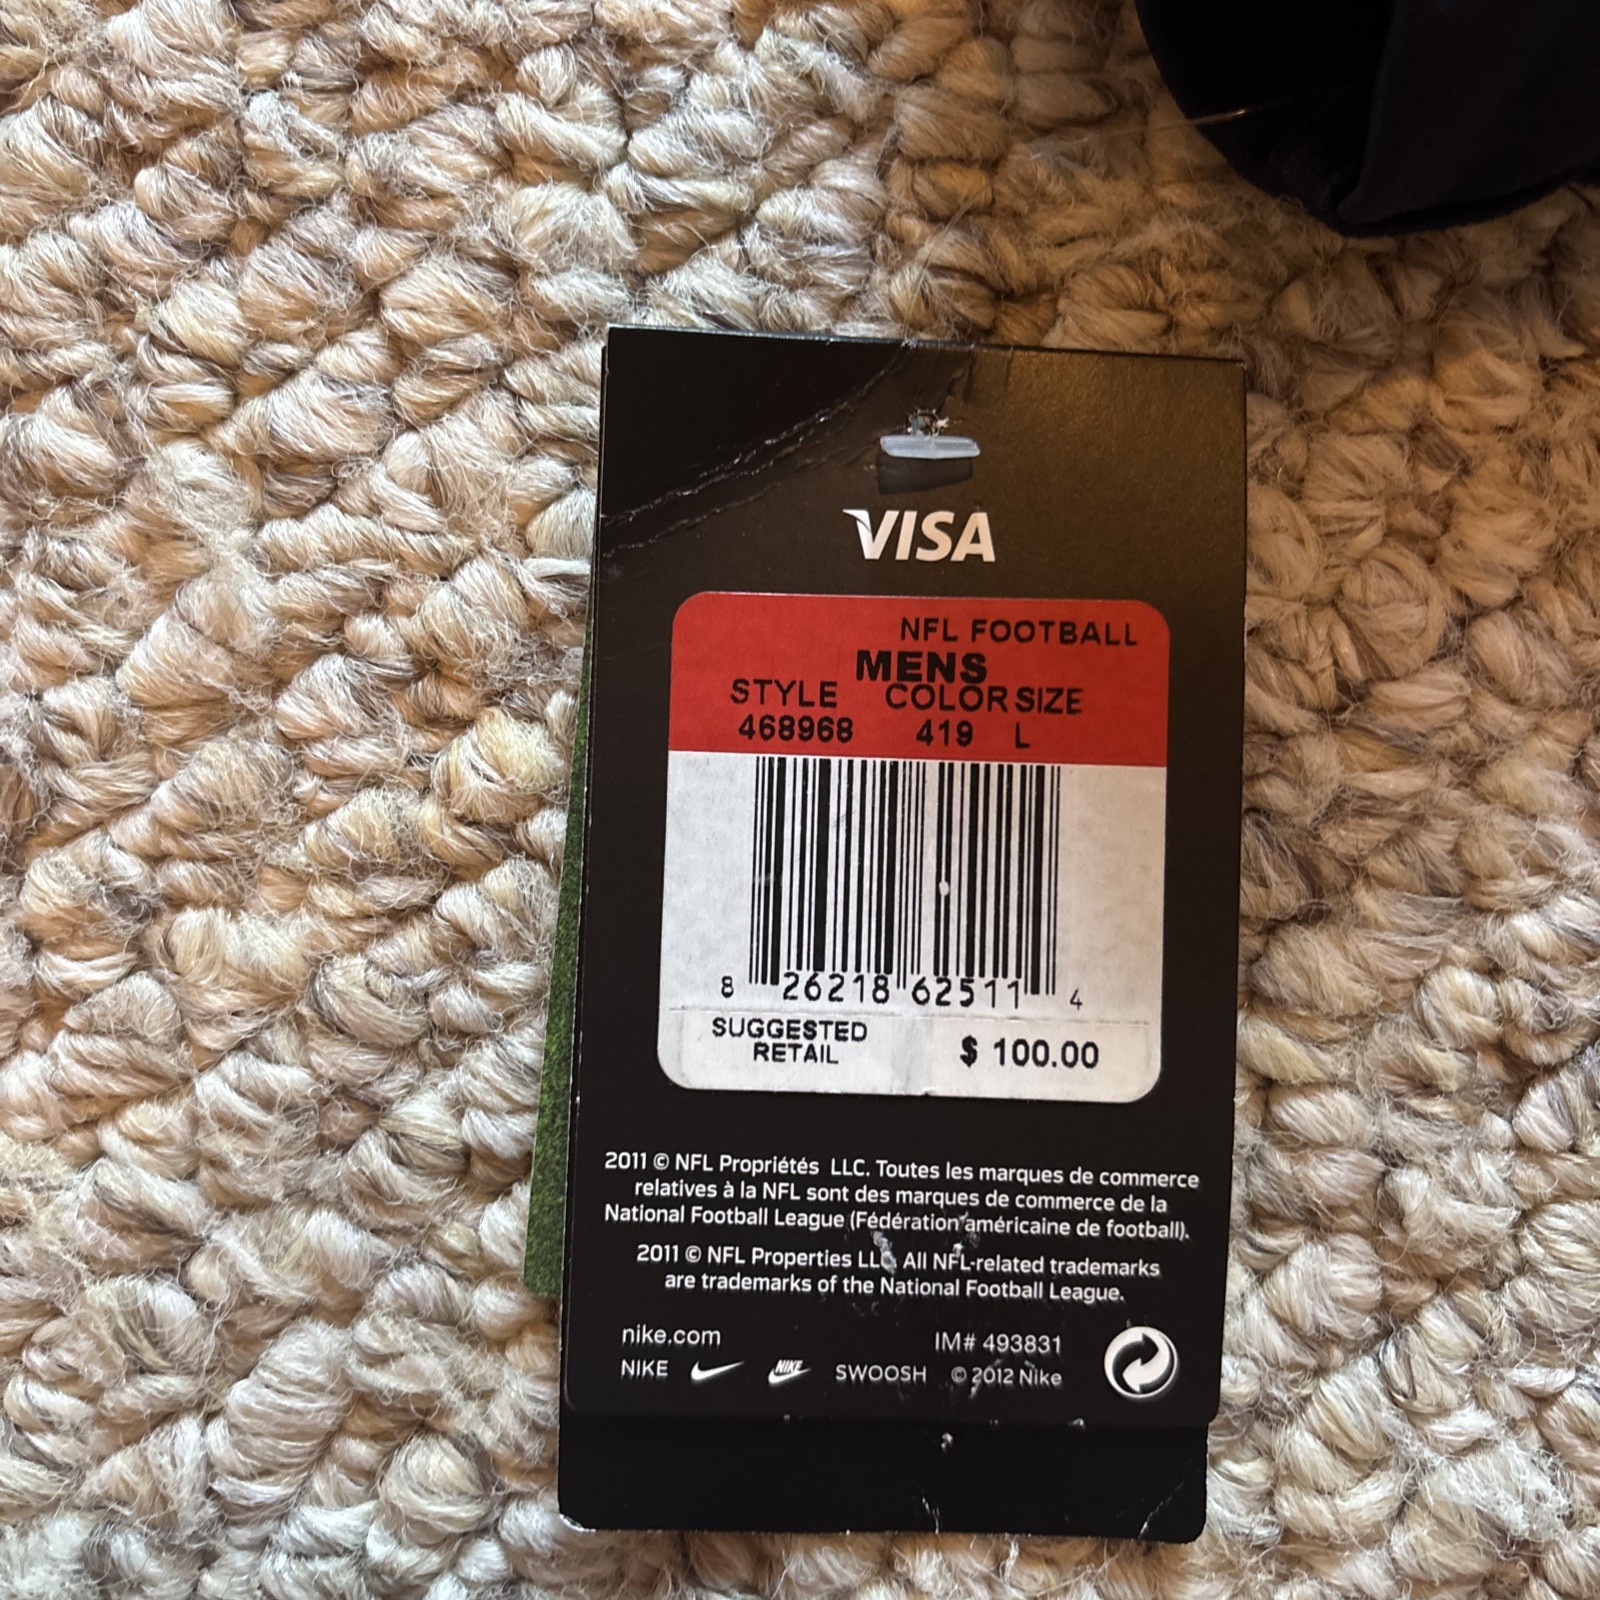 VISA
NFL FOOTBALL
MENS
STYLE COLOR SIZE
468968 419 L
8 26218 62511 4
SUGGESTED
RETAIL
$ 100.00
2011 © NFL Propriétés LLC. Toutes les marques de commerce
relatives à la NFL sont des marques de commerce de la
National Football League (Fédération américaine de football).
2011 © NFL Properties LLC. All NFL-related trademarks
are trademarks of the National Football League.
nike.com IM# 493831
NIKE NIKE SWOOSH © 2012 Nike